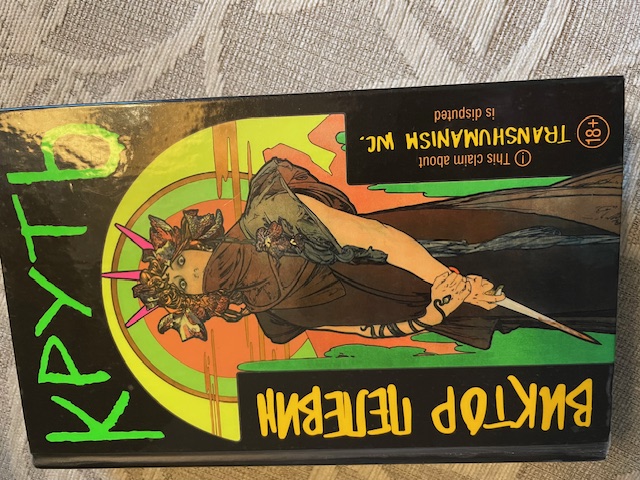 КРУТЬ
ВИКТОР ПЕЛЕВИН
This claim about
TRANSHUMANISM INC.
is disputed
18+